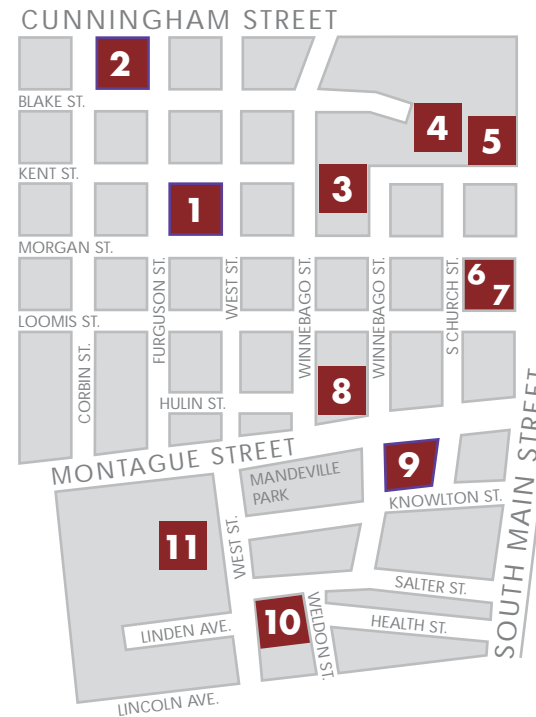 CUNNINGHAM STREET
2
BLAKE ST.
4
5
KENT ST.
3
1
MORGAN ST.
FERGUSON ST.
WEST ST.
WINNEBAGO ST.
WINNEBAGO ST.
S CHURCH ST.
6
7
LOOMIS ST.
CORBIN ST.
8
HULIN ST.
MONTAGUE STREET
SOUTH MAIN STREET
MANDEVILLE
PARK
9
KNOWLTON ST.
11
WEST ST.
SALTER ST.
10
WELDON ST.
HEALTH ST.
LINDEN AVE.
LINCOLN AVE.